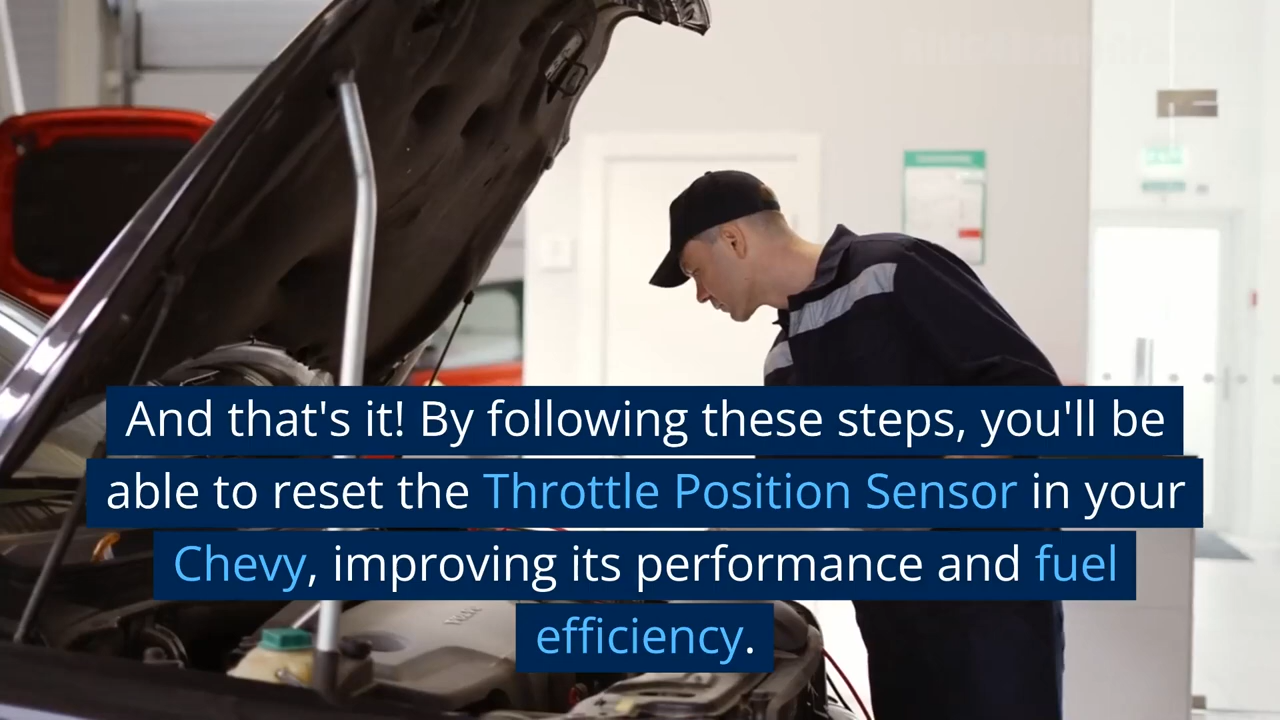 And that's it! By following these steps, you'll be
able to reset the Throttle Position Sensor in your
Chevy, improving its performance and fuel
efficiency.